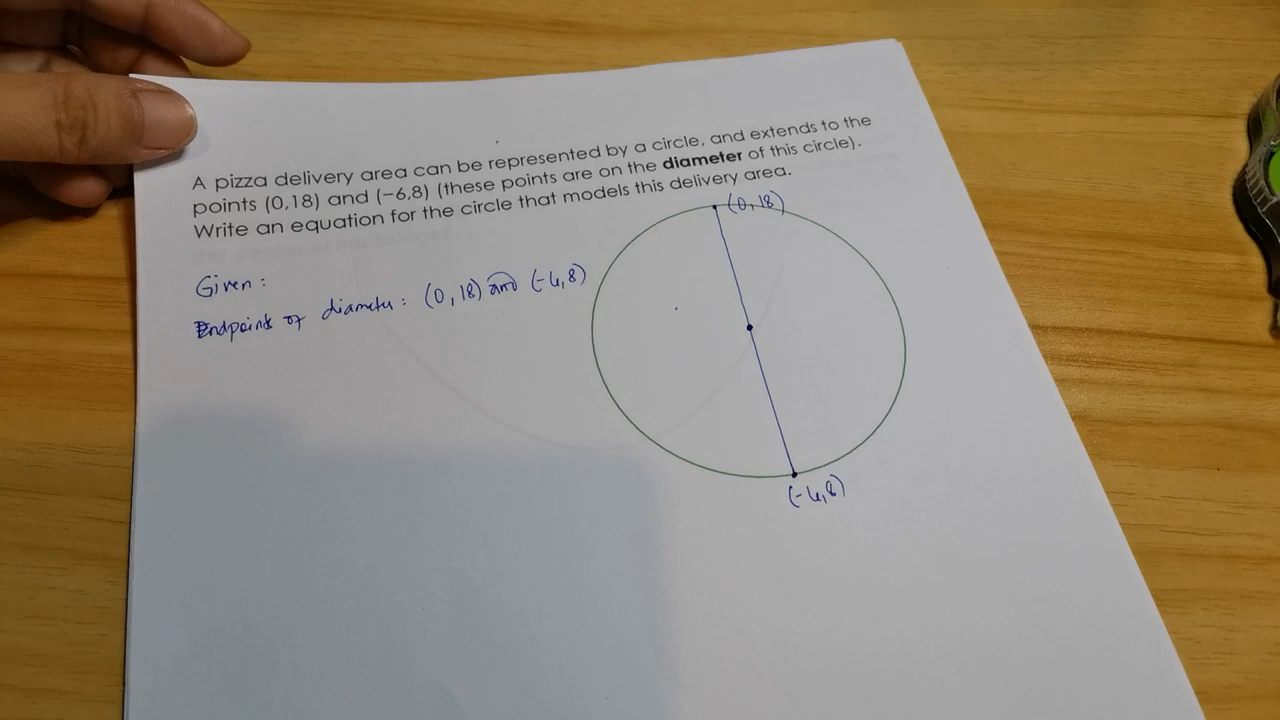 A pizza delivery area can be represented by a circle, and extends to the
points (0,18) and (−6,8) (these points are on the diameter of this circle).
Write an equation for the circle that models this delivery area.
(0,18)
Given:
Endpoints of diameter: (0,18) and (-6,8)
(-6,8)